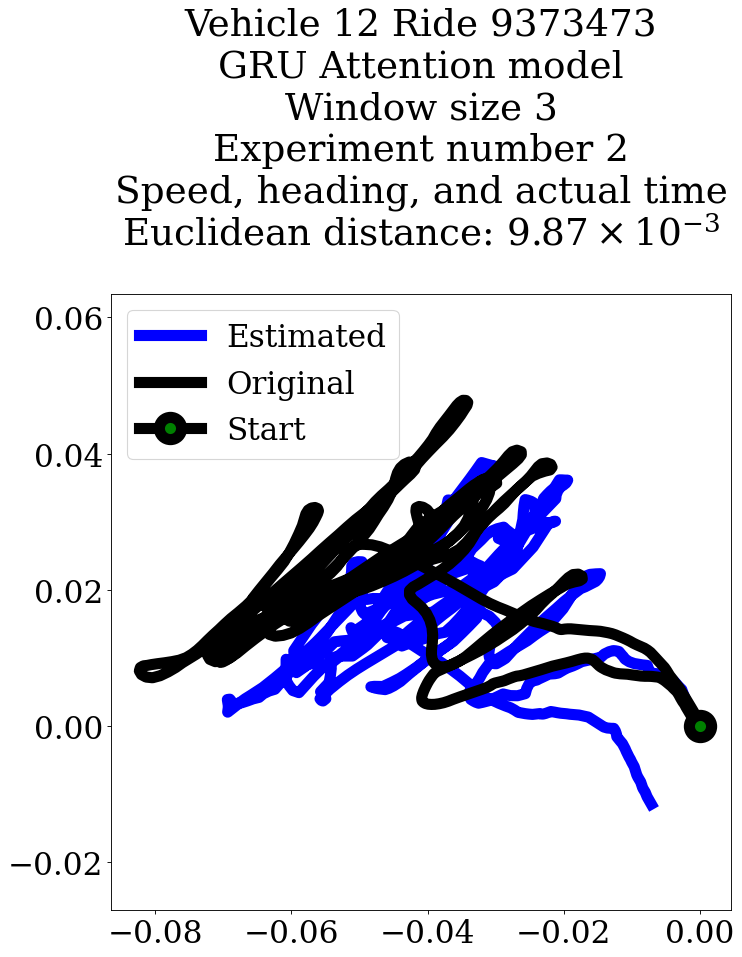 Vehicle 12 Ride 9373473
GRU Attention model
Window size 3
Experiment number 2
Speed, heading, and actual time
Euclidean distance: 9.87 × 10⁻³
Estimated
Original
Start
0.06
0.04
0.02
0.00
−0.02
−0.08 −0.06 −0.04 −0.02 0.00